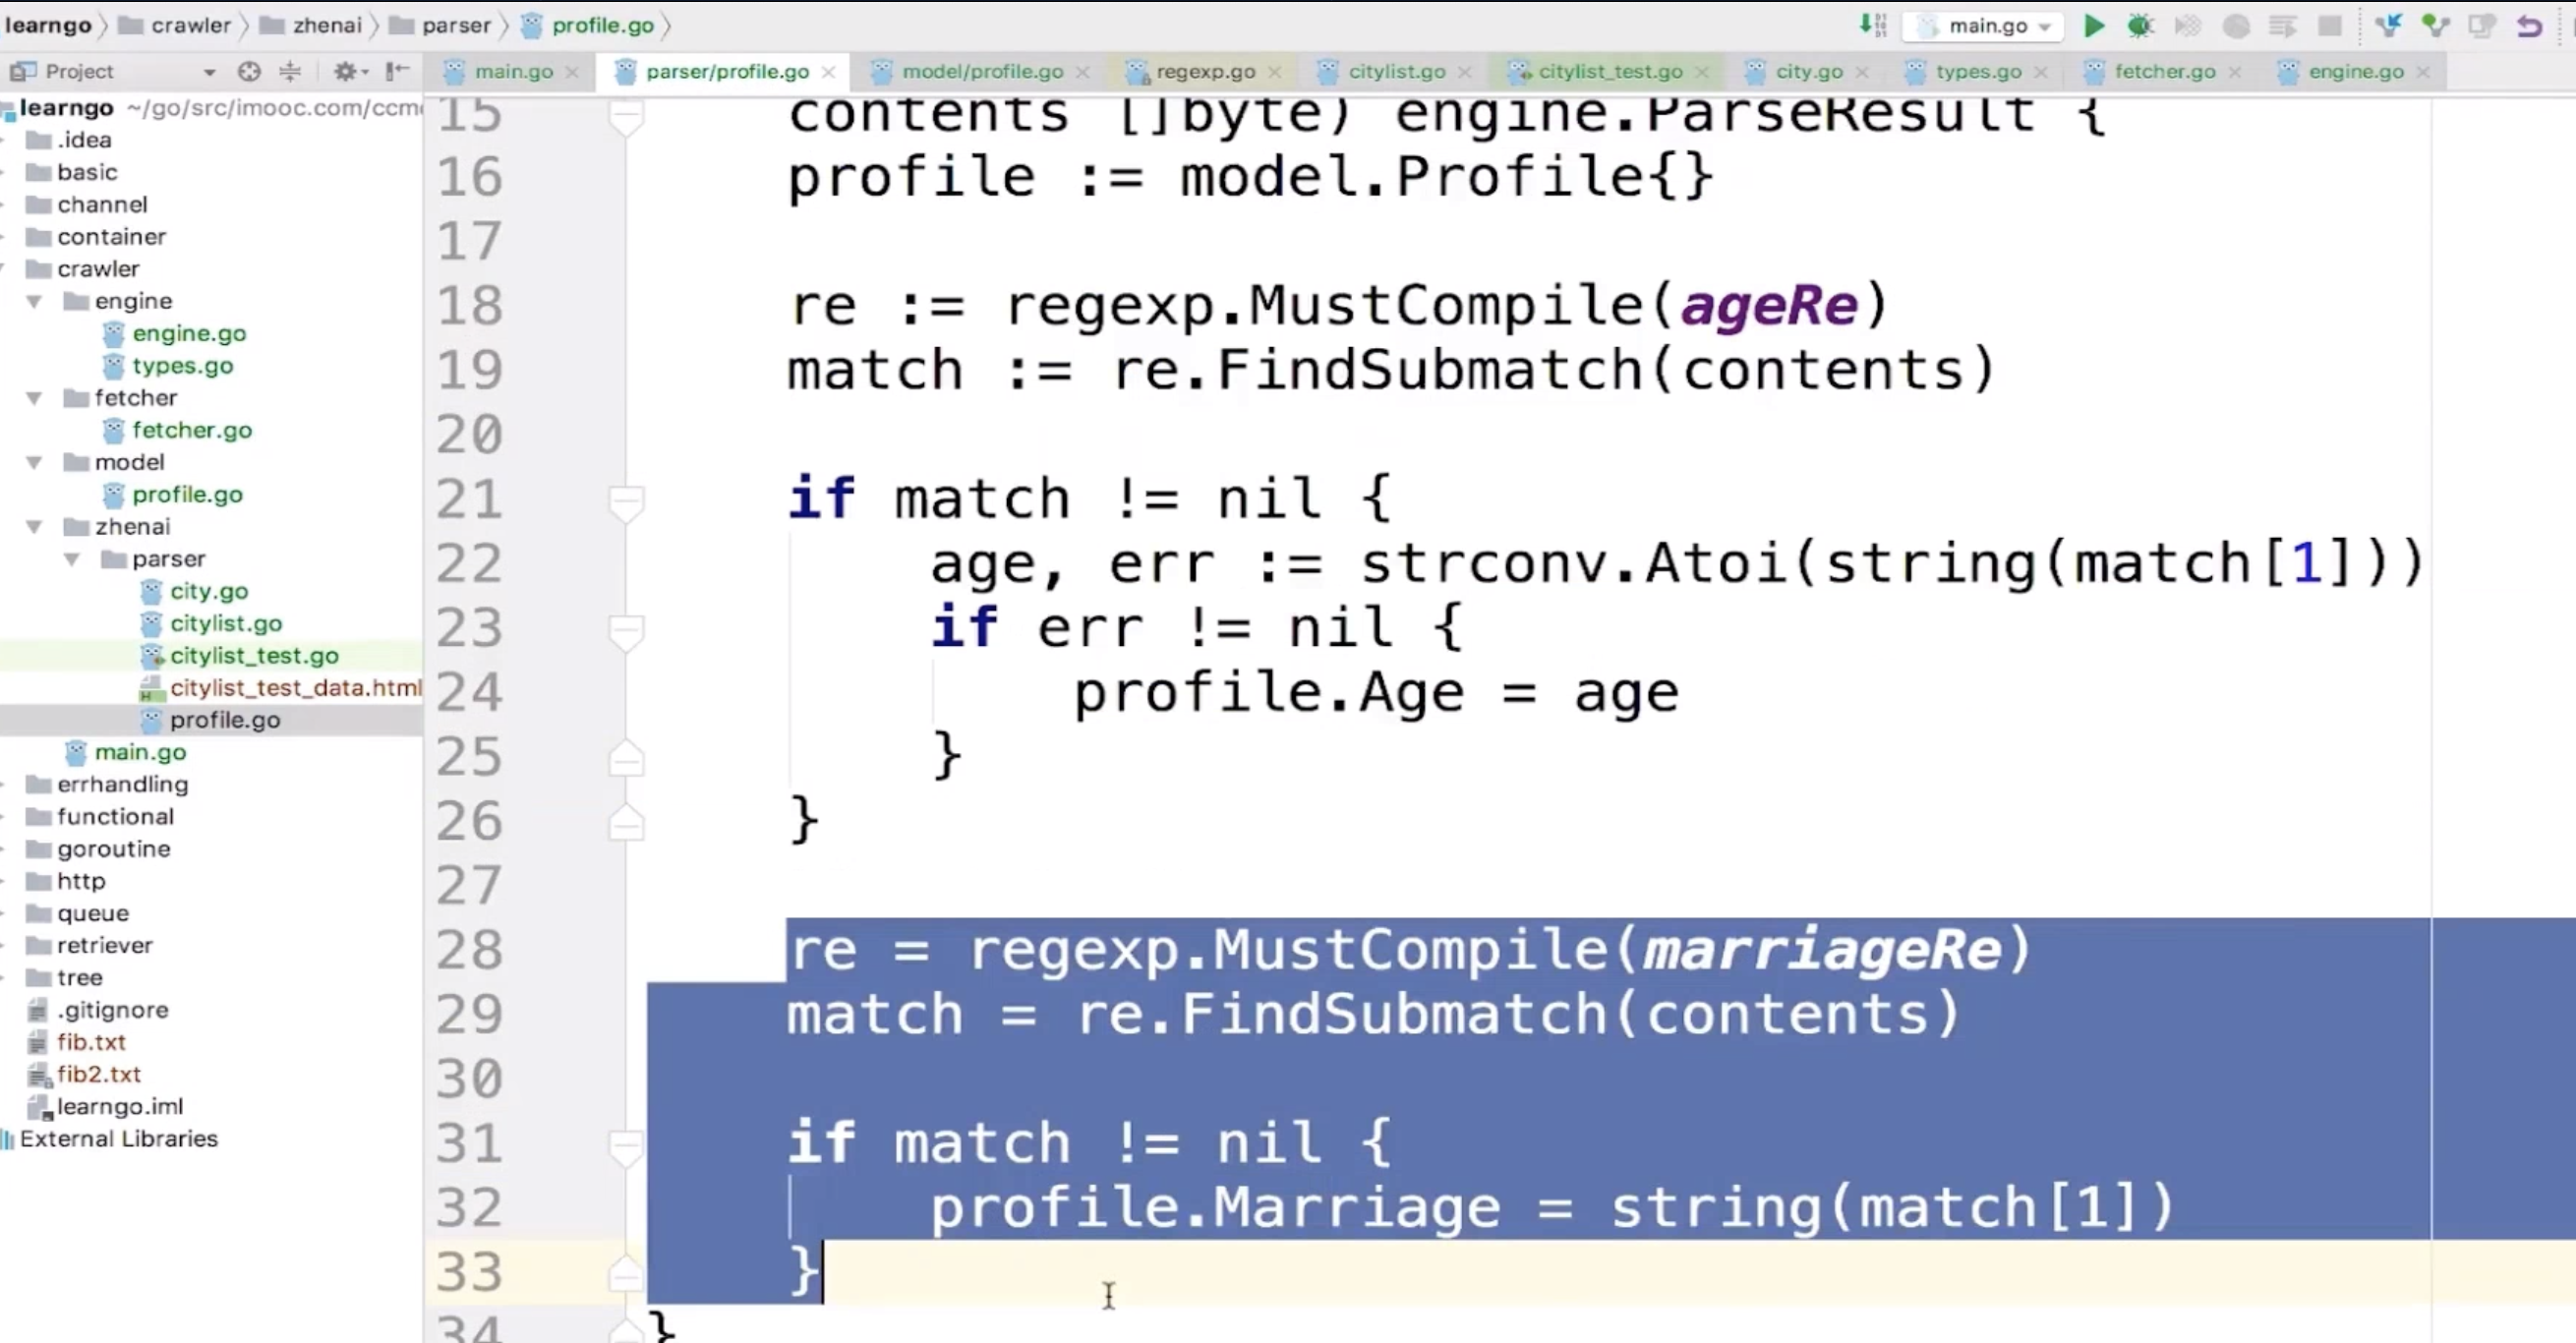 learngo crawler zhenai parser profile.go main.go
Project main.go parser/profile.go model/profile.go regexp.go citylist.go citylist_test.go city.go types.go fetcher.go engine.go
learngo ~/go/src/imooc.com/ccm
.idea
basic
channel
container
crawler
engine
engine.go
types.go
fetcher
fetcher.go
model
profile.go
zhenai
parser
city.go
citylist.go
citylist_test.go
citylist_test_data.html
profile.go
main.go
errhandling
functional
goroutine
http
queue
retriever
tree
.gitignore
fib.txt
fib2.txt
learngo.iml
External Libraries
15 contents []byte) engine.ParseResult {
16 profile := model.Profile{}
17
18 re := regexp.MustCompile(ageRe)
19 match := re.FindSubmatch(contents)
20
21 if match != nil {
22 age, err := strconv.Atoi(string(match[1]))
23 if err != nil {
24 profile.Age = age
25 }
26 }
27
28 re = regexp.MustCompile(marriageRe)
29 match = re.FindSubmatch(contents)
30
31 if match != nil {
32 profile.Marriage = string(match[1])
33 }
34 }